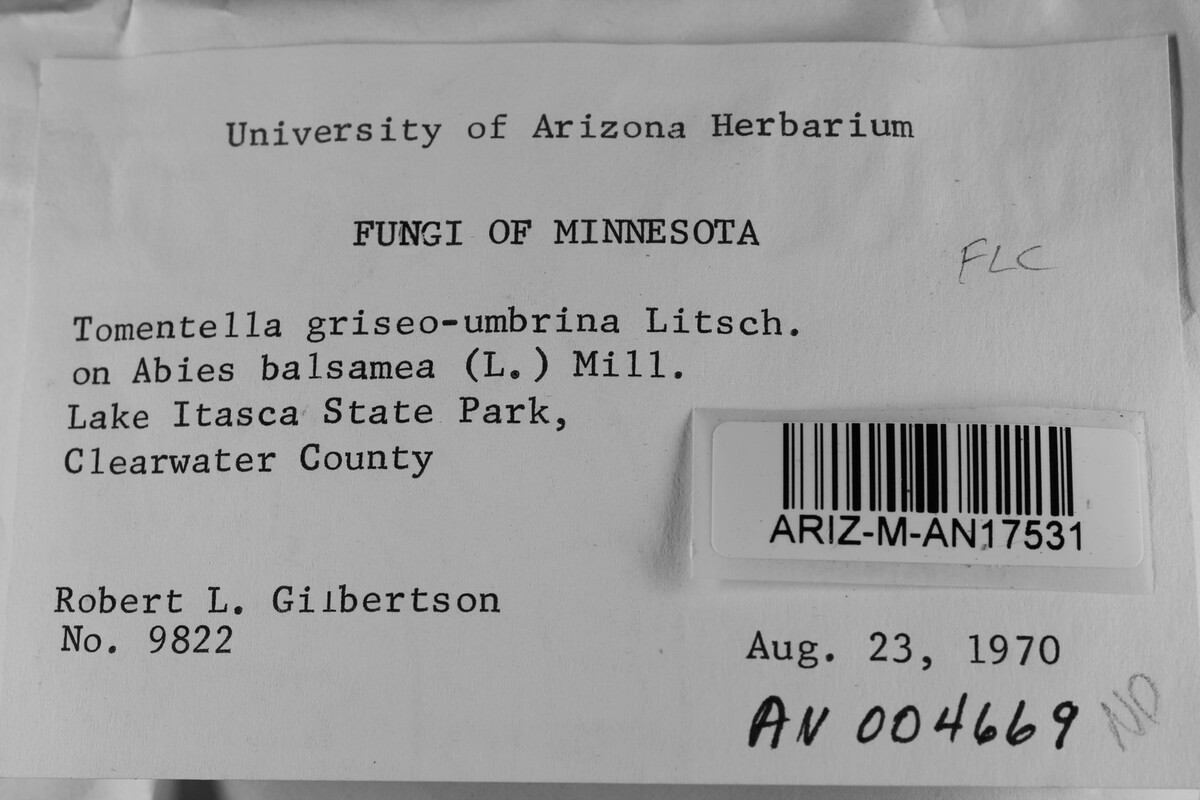 University of Arizona Herbarium
FUNGI OF MINNESOTA
FLC
Tomentella griseo-umbrina Litsch.
on Abies balsamea (L.) Mill.
Lake Itasca State Park,
Clearwater County
ARIZ-M-AN17531
Robert L. Gilbertson
No. 9822
Aug. 23, 1970
AN 004669
ND